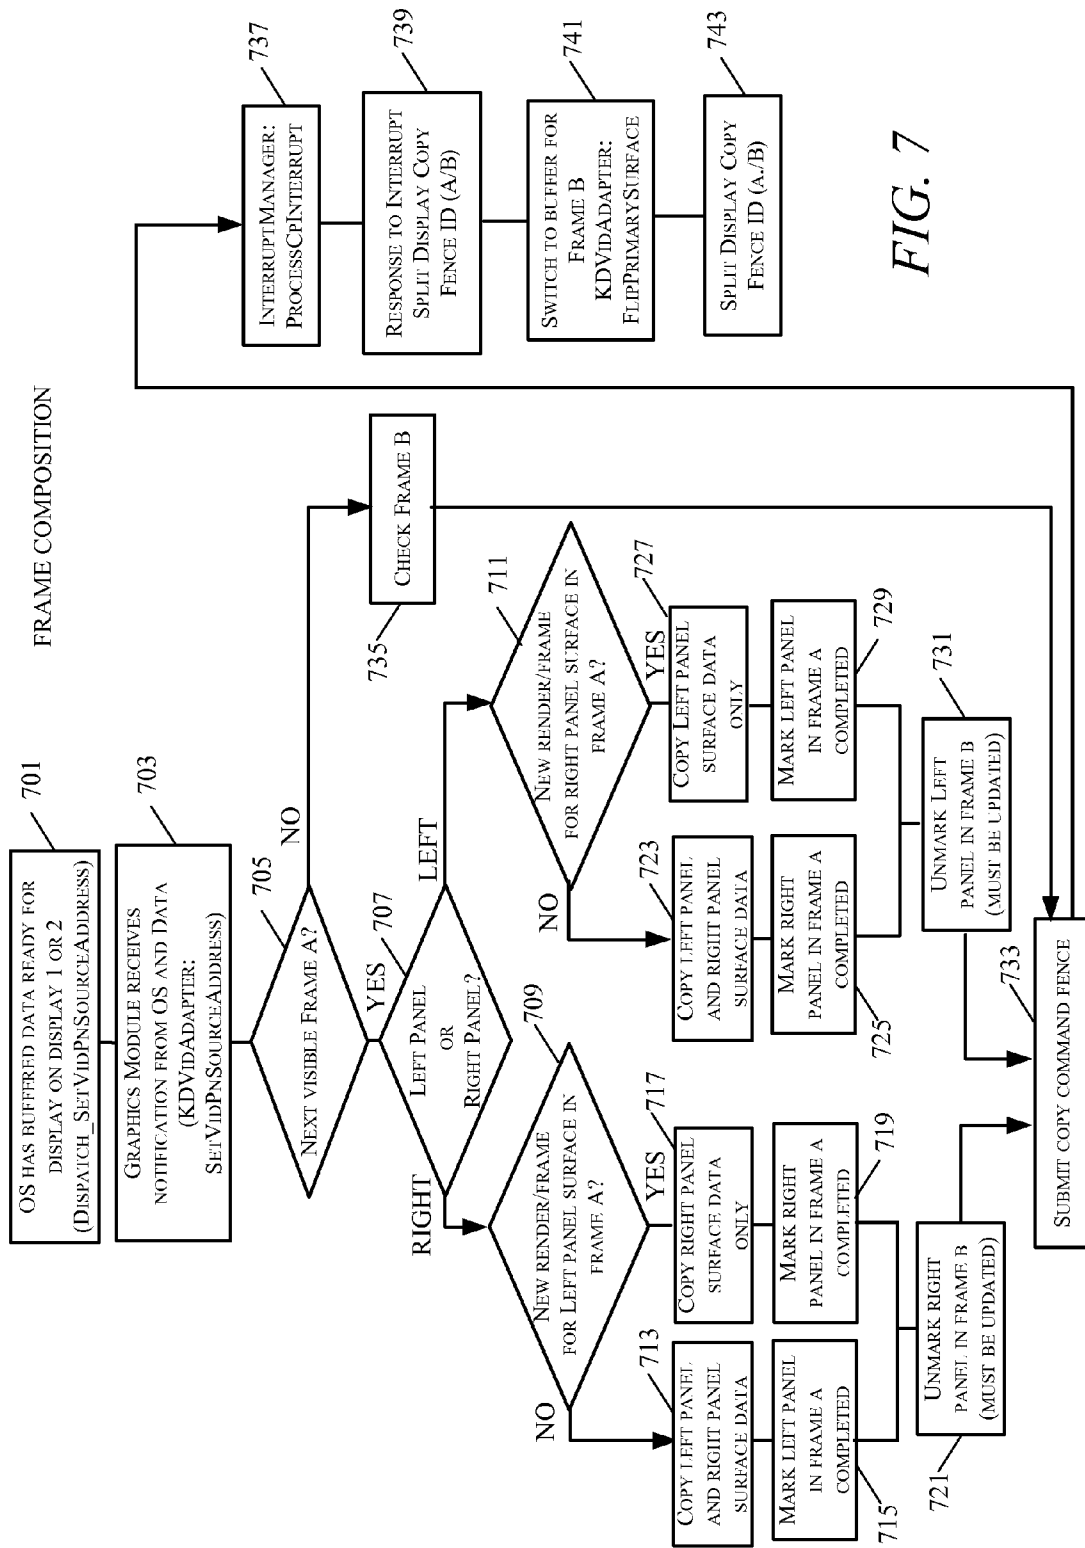 FRAME COMPOSITION
OS HAS BUFFERED DATA READY FOR
DISPLAY ON DISPLAY 1 OR 2
(DISPATCH_SETVIDPNSOURCEADDRESS)
701
GRAPHICS MODULE RECEIVES
NOTIFICATION FROM OS AND DATA
(KDVIDADAPTER:
SETVIDPNSOURCEADDRESS)
703
NEXT VISIBLE FRAME A?
705
NO
YES
LEFT PANEL
OR
RIGHT PANEL?
707
RIGHT
LEFT
NEW RENDER/FRAME
FOR LEFT PANEL SURFACE IN
FRAME A?
709
NO
YES
NEW RENDER/FRAME
FOR RIGHT PANEL SURFACE IN
FRAME A?
711
NO
YES
COPY LEFT PANEL
AND RIGHT PANEL
SURFACE DATA
713
MARK LEFT PANEL
IN FRAME A
COMPLETED
715
COPY RIGHT PANEL
SURFACE DATA
ONLY
717
MARK RIGHT
PANEL IN FRAME A
COMPLETED
719
UNMARK RIGHT
PANEL IN FRAME B
(MUST BE UPDATED)
721
COPY LEFT PANEL
AND RIGHT PANEL
SURFACE DATA
723
MARK RIGHT
PANEL IN FRAME A
COMPLETED
725
COPY LEFT PANEL
SURFACE DATA
ONLY
727
MARK LEFT PANEL
IN FRAME A
COMPLETED
729
UNMARK LEFT
PANEL IN FRAME B
(MUST BE UPDATED)
731
SUBMIT COPY COMMAND FENCE
733
CHECK FRAME B
735
INTERRUPTMANAGER:
PROCESSCPINTERRUPT
737
RESPONSE TO INTERRUPT
SPLIT DISPLAY COPY
FENCE ID (A/B)
739
SWITCH TO BUFFER FOR
FRAME B
KDVIDADAPTER:
FLIPPRIMARYSURFACE
741
SPLIT DISPLAY COPY
FENCE ID (A./B)
743
FIG. 7